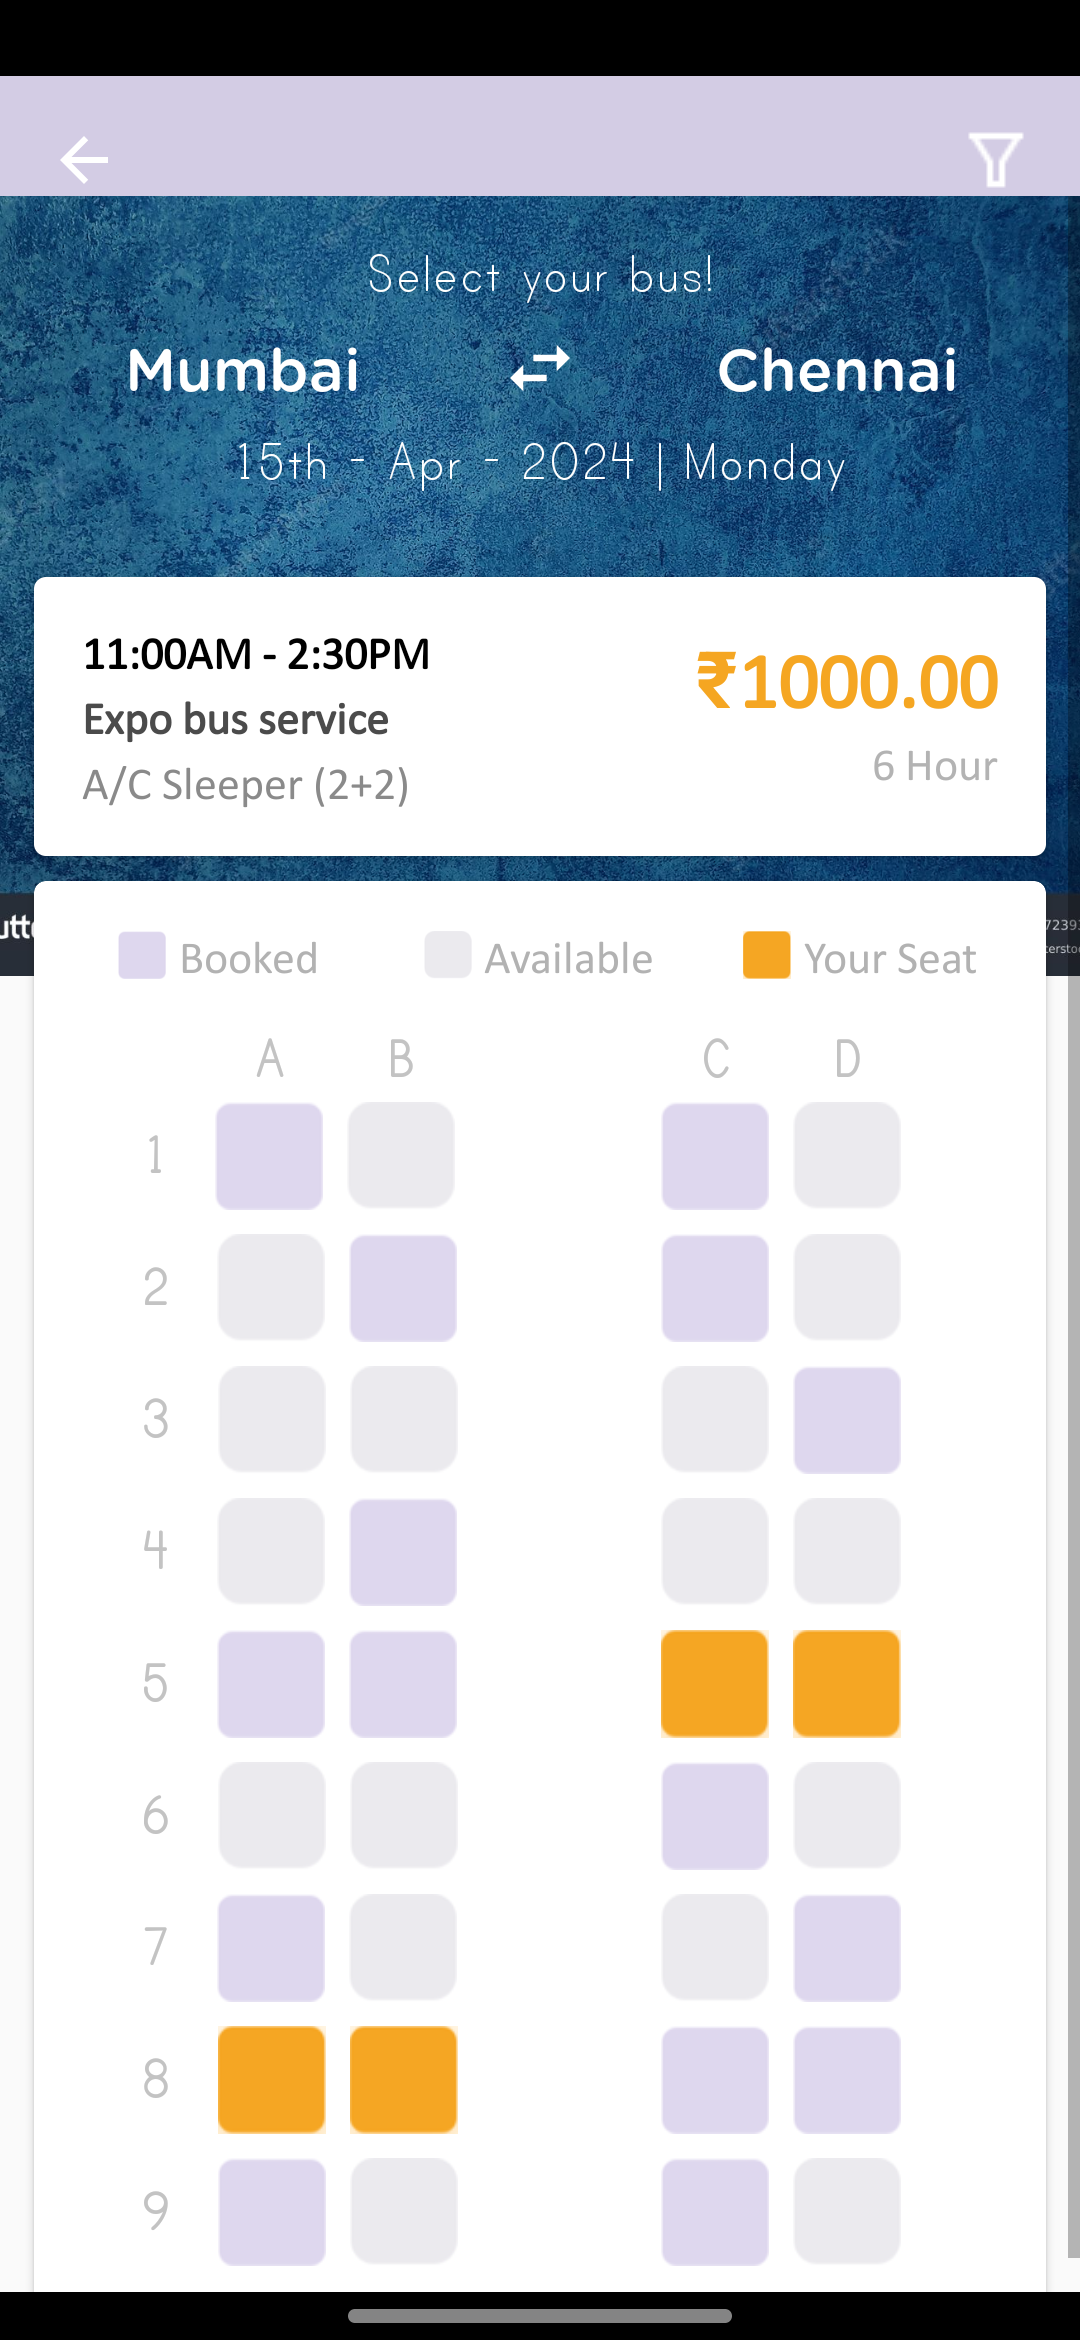 Select your bus!
Mumbai Chennai
15th - Apr - 2024 | Monday
11:00AM - 2:30PM
₹1000.00
Expo bus service
6 Hour
A/C Sleeper (2+2)
Booked Available Your Seat
A B C D
1
2
3
4
5
6
7
8
9